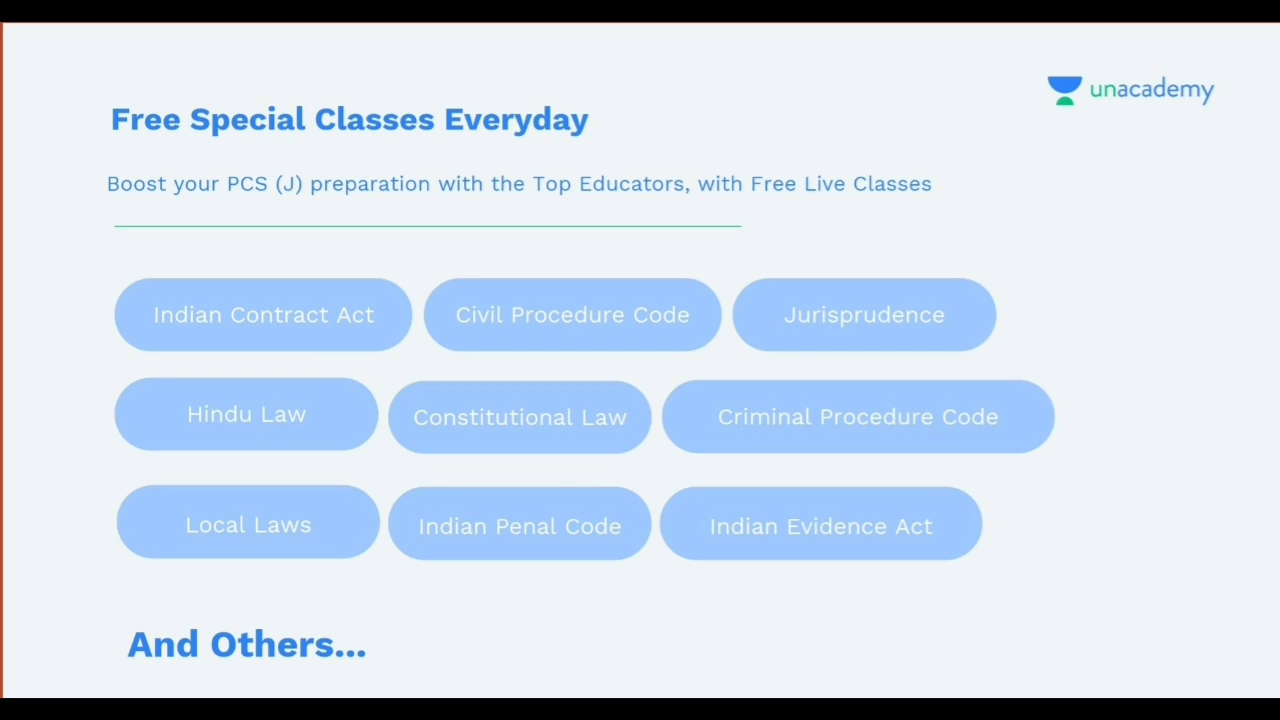 unacademy
Free Special Classes Everyday
Boost your PCS (J) preparation with the Top Educators, with Free Live Classes
Indian Contract Act
Civil Procedure Code
Jurisprudence
Hindu Law
Constitutional Law
Criminal Procedure Code
Local Laws
Indian Penal Code
Indian Evidence Act
And Others...